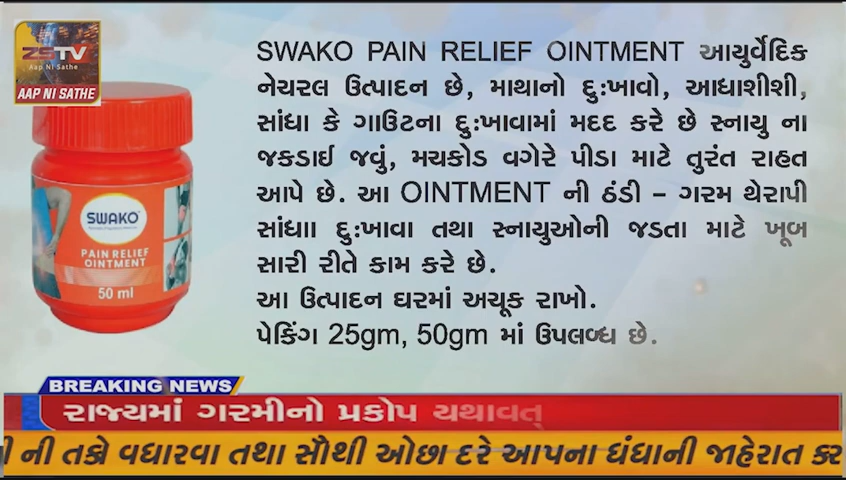 ZSTV
Aap Ni Sathe
AAP NI SATHE
SWAKO PAIN RELIEF OINTMENT આયુર્વેદિક
નેચરલ ઉત્પાદન છે, માથાનો દુઃખાવો, આધાશીશી,
સાંધા કે ગાઉટના દુઃખાવામાં મદદ કરે છે સ્નાયુ ના
જકડાઈ જવું, મચકોડ વગેરે પીડા માટે તુરંત રાહત
આપે છે. આ OINTMENT ની ઠંડી – ગરમ થેરાપી
સાંધાા દુઃખાવા તથા સ્નાયુઓની જડતા માટે ખૂબ
સારી રીતે કામ કરે છે.
આ ઉત્પાદન ઘરમાં અચૂક રાખો.
પેકિંગ 25gm, 50gm માં ઉપલબ્ધ છે.
SWAKO
PAIN RELIEF
OINTMENT
50 ml
BREAKING NEWS
રાજ્યમાં ગરમીનો પ્રકોપ યથાવત્
ની તકો વધારવા તથા સૌથી ઓછા દરે આપના ધંધાની જાહેરાત કર